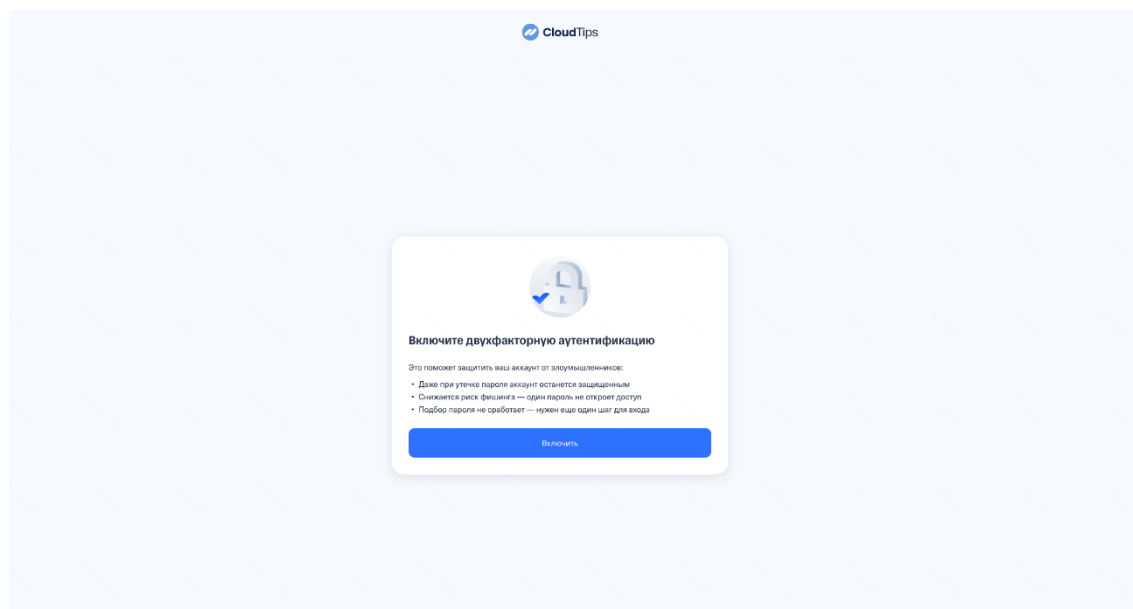 CloudTips
Включите двухфакторную аутентификацию
Это поможет защитить ваш аккаунт от злоумышленников:
• Даже при утечке пароля аккаунт останется защищенным
• Снижается риск фишинга — один пароль не откроет доступ
• Подбор пароля не сработает — нужен еще один шаг для входа
Включить